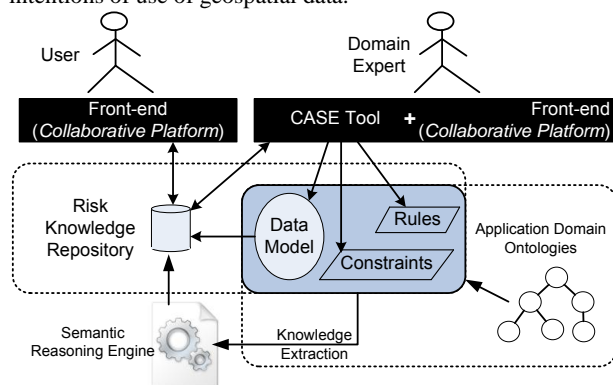 intentions of use of geospatial data.
User
Domain
Expert
Front-end
(Collaborative Platform)
CASE Tool + Front-end
(Collaborative Platform)
Risk
Knowledge
Repository
Data
Model
Rules
Constraints
Application Domain
Ontologies
Semantic
Reasoning Engine
Knowledge
Extraction